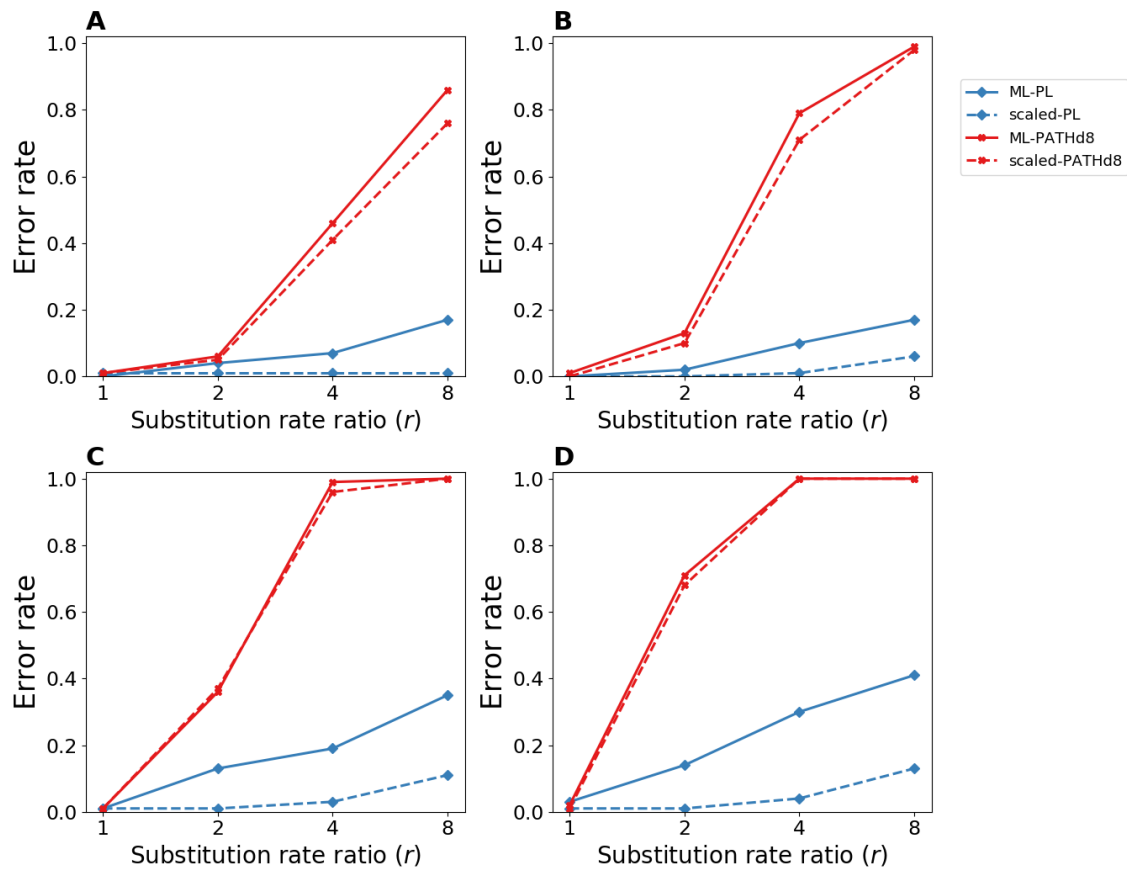 A
1.0
0.8
0.6
0.4
0.2
0.0
Error rate
1 2 4 8
Substitution rate ratio (r)
B
1.0
0.8
0.6
0.4
0.2
0.0
Error rate
1 2 4 8
Substitution rate ratio (r)
ML-PL
scaled-PL
ML-PATHd8
scaled-PATHd8
C
1.0
0.8
0.6
0.4
0.2
0.0
Error rate
1 2 4 8
Substitution rate ratio (r)
D
1.0
0.8
0.6
0.4
0.2
0.0
Error rate
1 2 4 8
Substitution rate ratio (r)